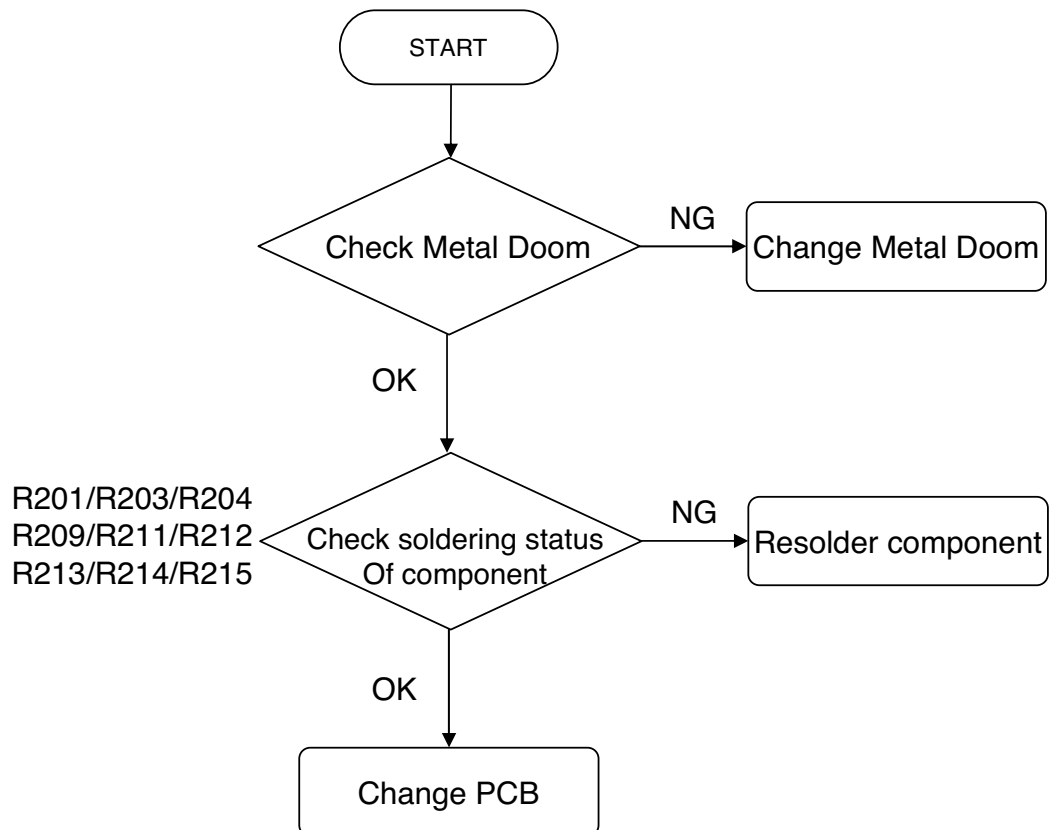 START
Check Metal Doom
NG
Change Metal Doom
OK
R201/R203/R204
R209/R211/R212
R213/R214/R215
Check soldering status
Of component
NG
Resolder component
OK
Change PCB